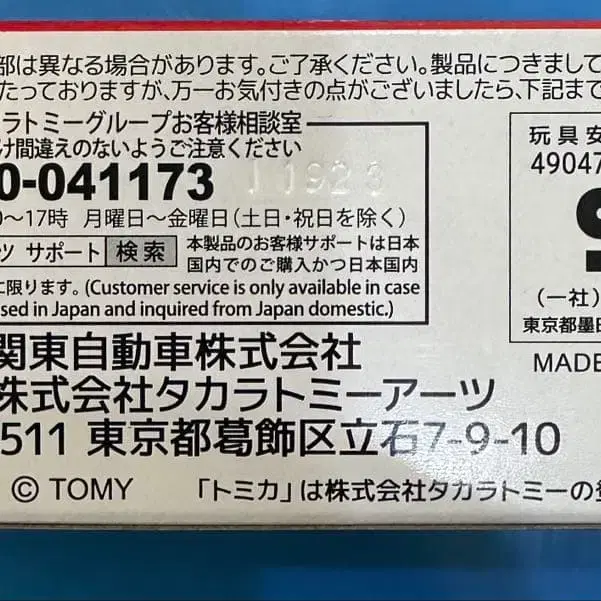 部は異なる場合があります。ご了承ください。製品につきまして
たっておりますが、万一お気付きの点がございましたら、下記まで
ラトミーグループお客様相談室
け間違えのないようご注意ください
0-041173
J1923
0～17時 月曜日～金曜日(土日・祝日を除く)
ツ サポート 検索
本製品のお客様サポートは日本
国内でのご購入かつ日本国内
に限ります。(Customer service is only available in case
sed in Japan and inquired from Japan domestic.)
関東自動車株式会社
株式会社タカラトミーアーツ
511 東京都葛飾区立石7-9-10
© TOMY 「トミカ」は株式会社タカラトミーの登
玩具安
49047
(一社)
東京都墨田
MADE